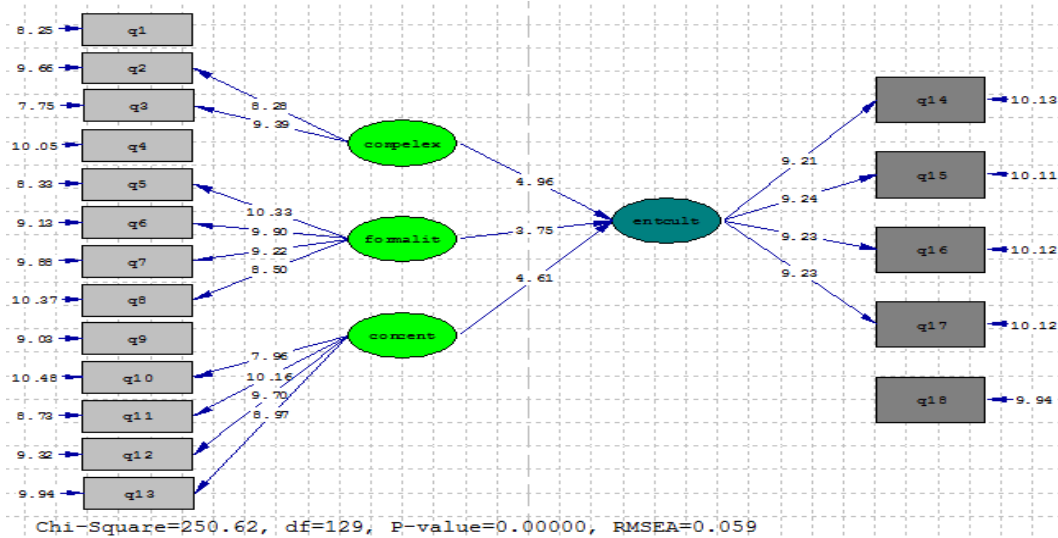 8.25 q1
9.66 q2
7.75 q3
10.05 q4
8.33 q5
9.13 q6
9.88 q7
10.37 q8
9.03 q9
10.48 q10
8.73 q11
9.32 q12
9.94 q13
8.28
9.39
10.33
9.90
9.22
8.50
7.96
10.16
9.70
8.97
compelex
formalit
concent
4.96
3.75
4.61
entcult
9.21
9.24
9.23
9.23
q14 10.13
q15 10.11
q16 10.12
q17 10.12
q18 9.94
Chi-Square=250.62, df=129, P-value=0.00000, RMSEA=0.059